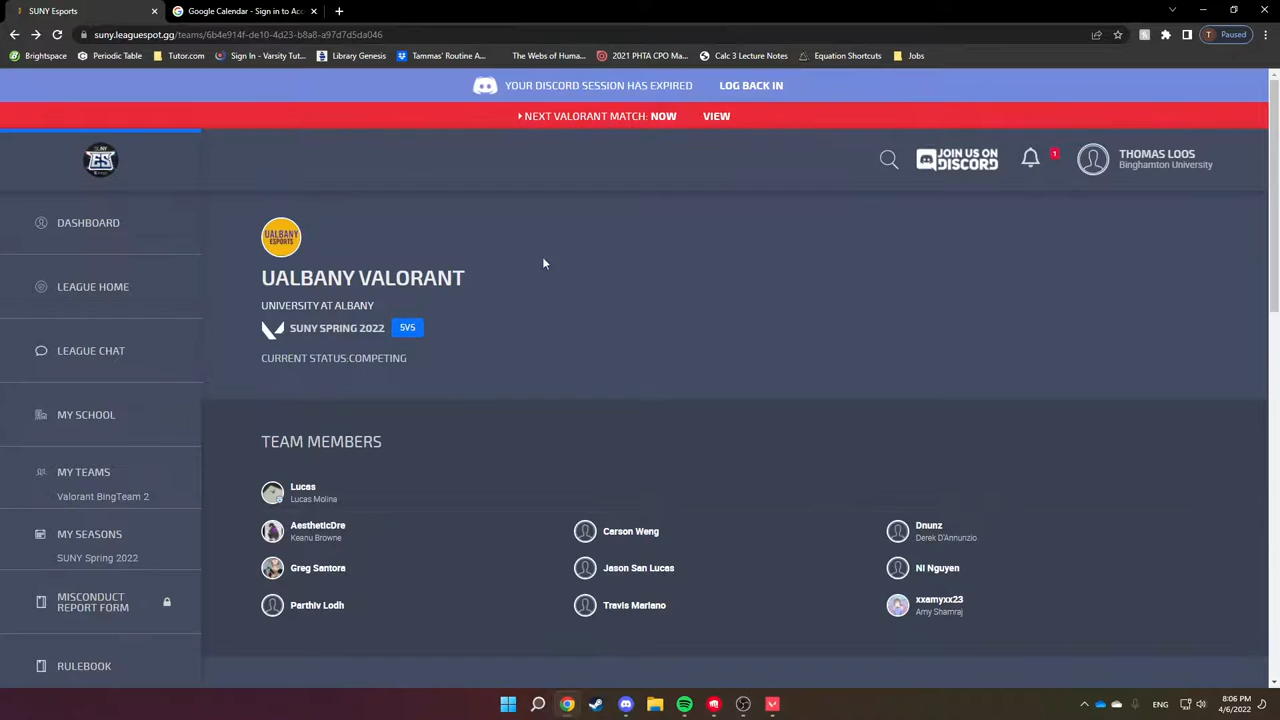 SUNY Esports
Google Calendar - Sign in to Acc
suny.leaguespot.gg/teams/6b4e914f-de10-4d23-b8a8-a97d7d5da046
Paused
Brightspace
Tutor.com
Sign In - Varsity Tut...
Library Genesis
Tammas' Routine A...
The Webs of Human...
2021 PHTA CPO Ma...
Calc 3 Lecture Notes
Equation Shortcuts
Jobs
YOUR DISCORD SESSION HAS EXPIRED LOG BACK IN
NEXT VALORANT MATCH: NOW VIEW
SUNY
ES
JOIN US ON
DISCORD
1
THOMAS LOOS
Binghamton University
DASHBOARD
LEAGUE HOME
LEAGUE CHAT
MY SCHOOL
MY TEAMS
Valorant BingTeam 2
MY SEASONS
SUNY Spring 2022
MISCONDUCT
REPORT FORM
RULEBOOK
UALBANY
ESPORTS
UALBANY VALORANT
UNIVERSITY AT ALBANY
SUNY SPRING 2022 5V5
CURRENT STATUS:COMPETING
TEAM MEMBERS
Lucas
Lucas Molina
AestheticDre
Keanu Browne
Carson Weng
Dnunz
Derek D'Annunzio
Greg Santora
Jason San Lucas
Ni Nguyen
Parthiv Lodh
Travis Mariano
xxamyxx23
Amy Shamraj
ENG
8:06 PM
4/6/2022